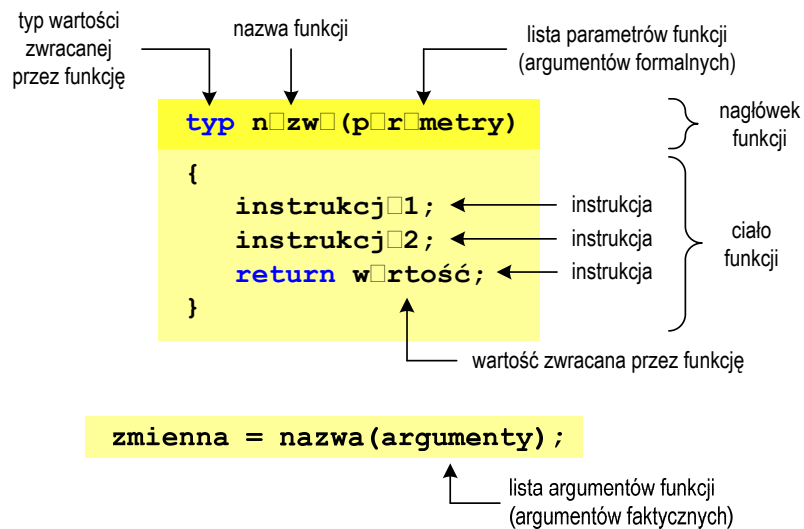 typ wartości
zwracanej
przez funkcję
nazwa funkcji
lista parametrów funkcji
(argumentów formalnych)
typ n□zw□(p□r□metry)
nagłówek
funkcji
{
instrukcj□1;
instrukcja
instrukcj□2;
instrukcja
return w□rtość;
instrukcja
}
ciało
funkcji
wartość zwracana przez funkcję
zmienna = nazwa(argumenty);
lista argumentów funkcji
(argumentów faktycznych)